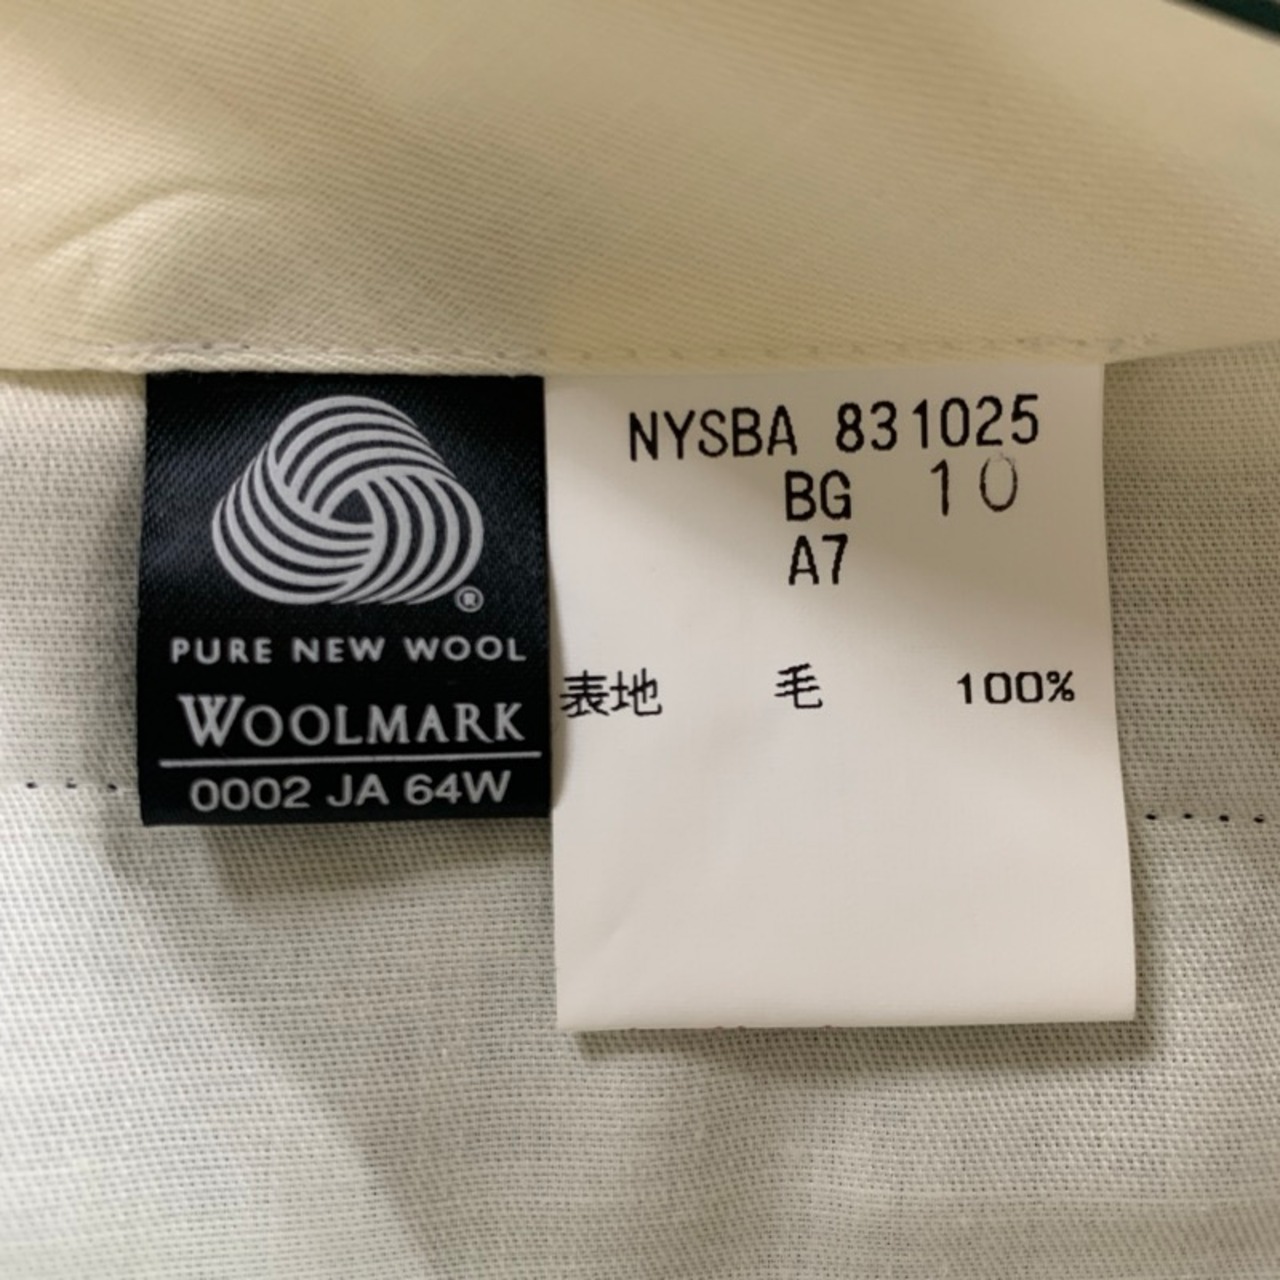 ®
PURE NEW WOOL
WOOLMARK
0002 JA 64W
NYSBA 831025
BG 10
A7
表地 毛 100%